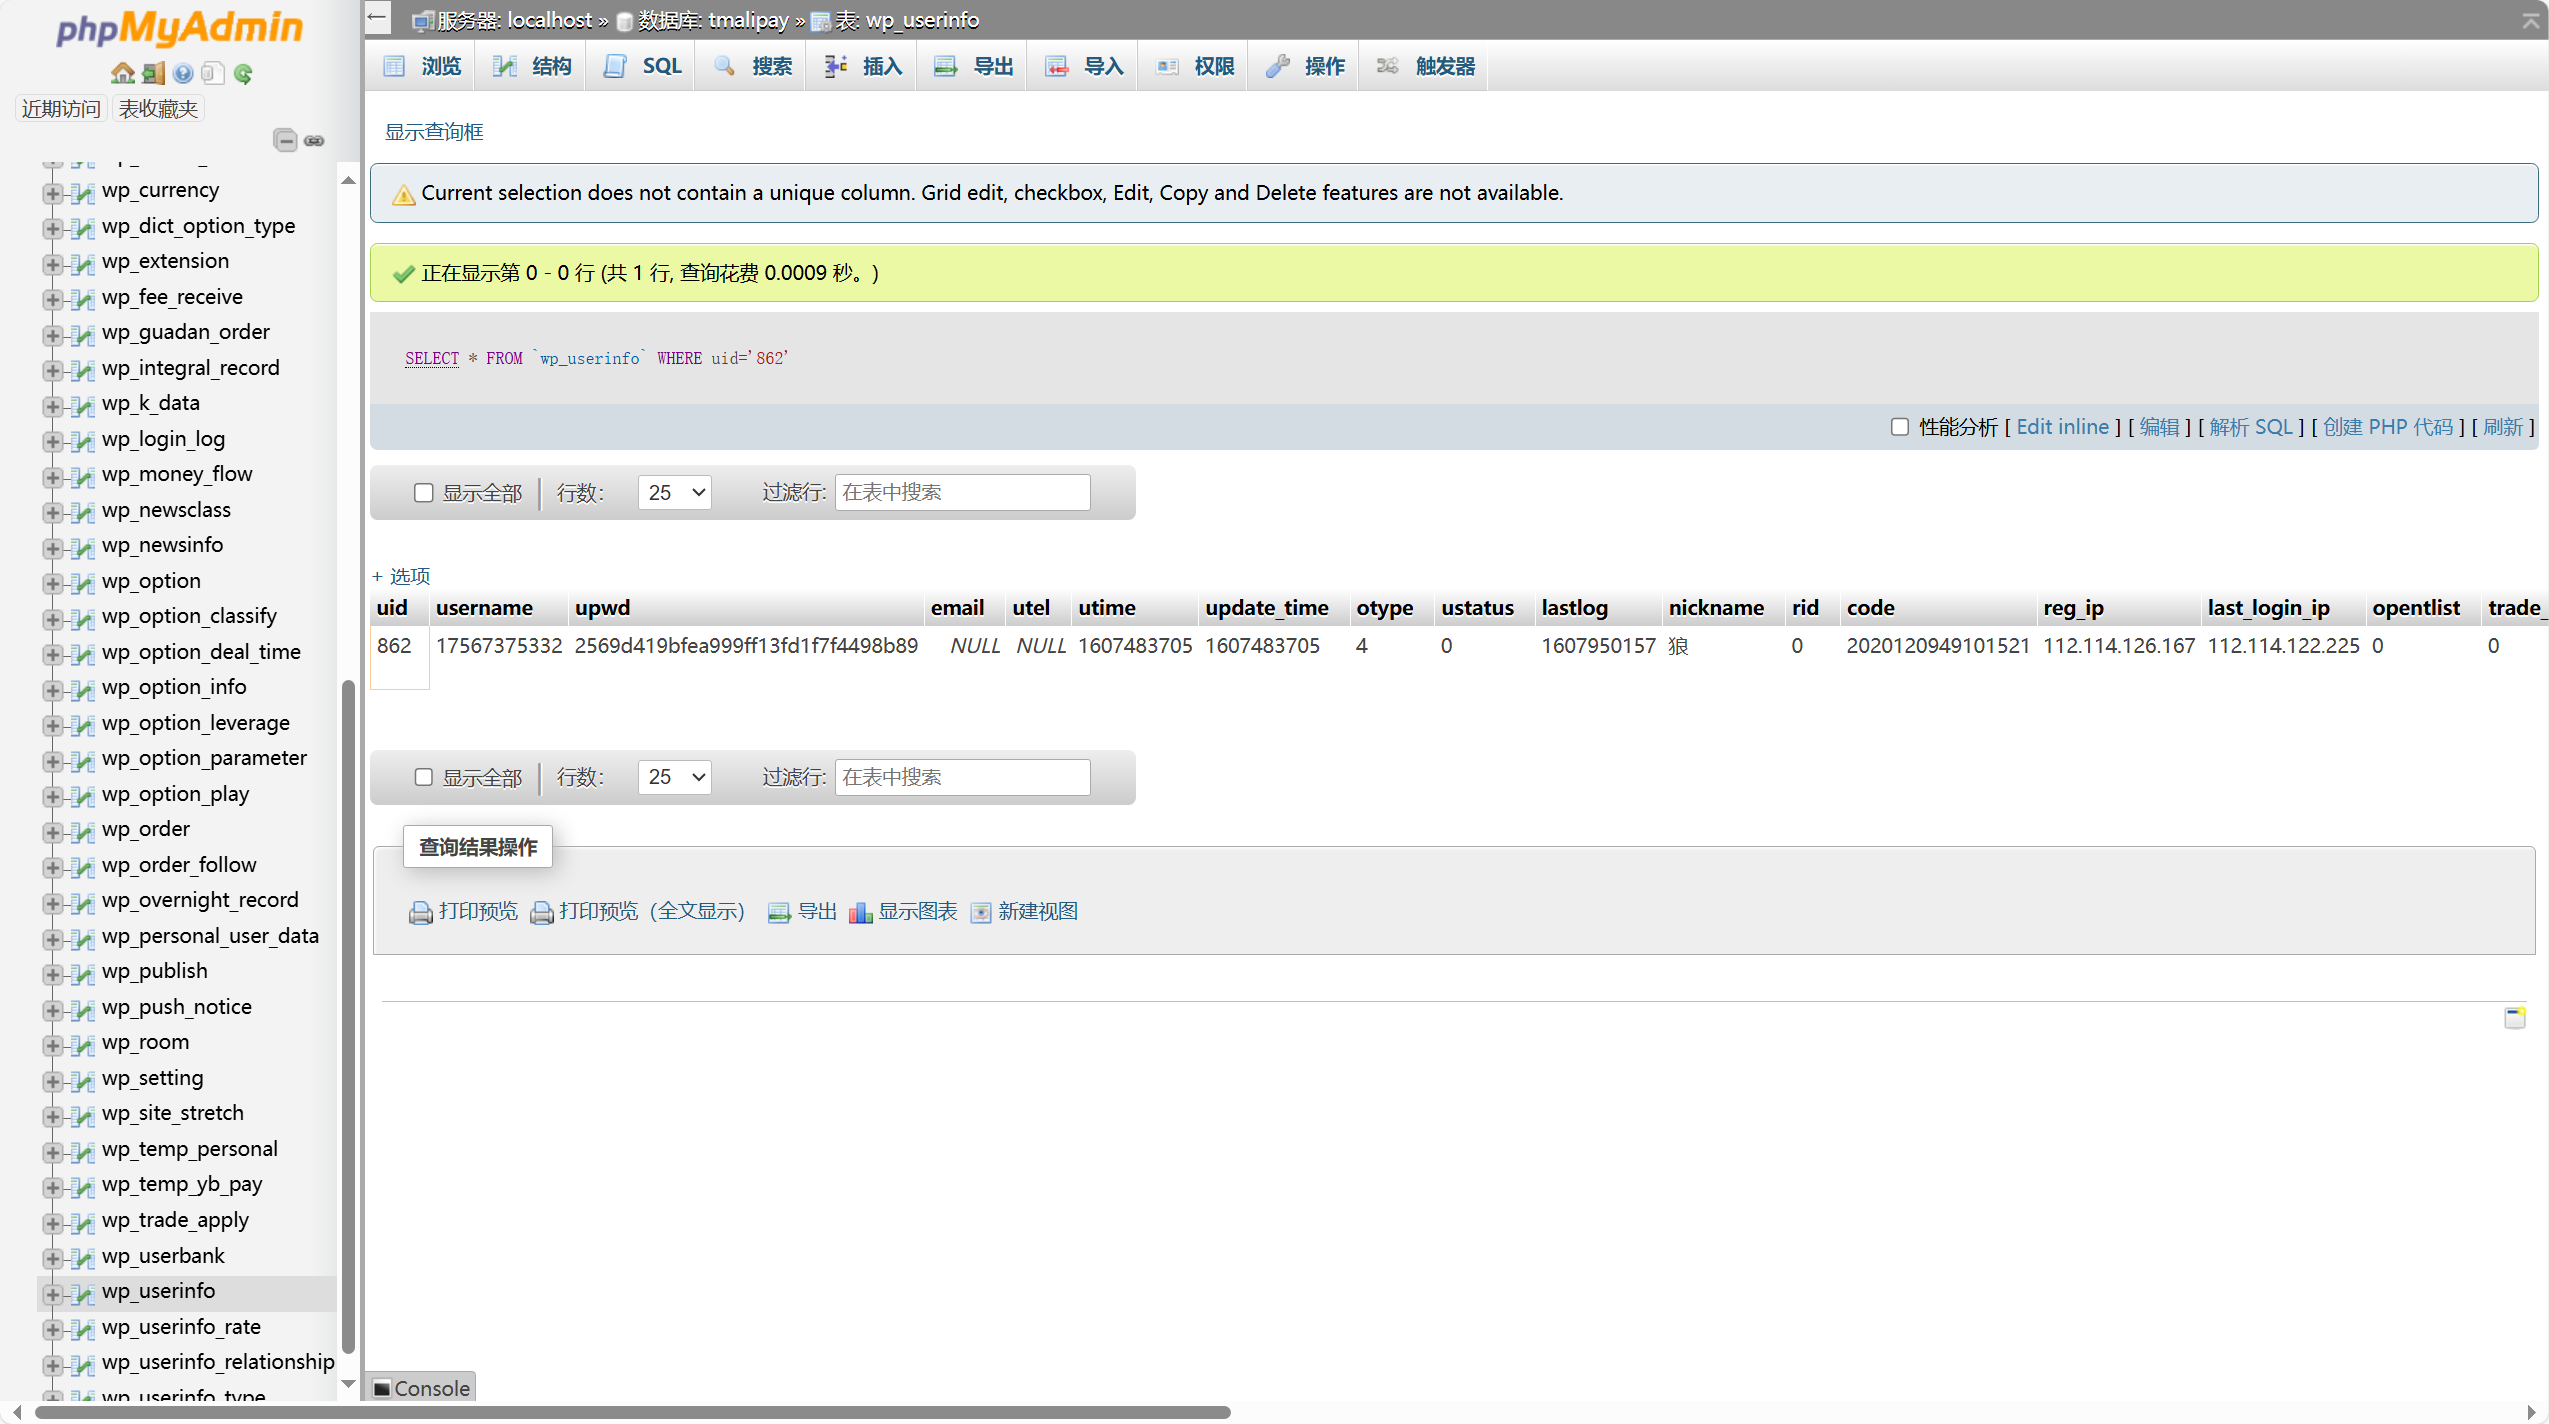 phpMyAdmin
近期访问 表收藏夹
wp_currency
wp_dict_option_type
wp_extension
wp_fee_receive
wp_guadan_order
wp_integral_record
wp_k_data
wp_login_log
wp_money_flow
wp_newsclass
wp_newsinfo
wp_option
wp_option_classify
wp_option_deal_time
wp_option_info
wp_option_leverage
wp_option_parameter
wp_option_play
wp_order
wp_order_follow
wp_overnight_record
wp_personal_user_data
wp_publish
wp_push_notice
wp_room
wp_setting
wp_site_stretch
wp_temp_personal
wp_temp_yb_pay
wp_trade_apply
wp_userbank
wp_userinfo
wp_userinfo_rate
wp_userinfo_relationship
wp_userinfo_type
服务器: localhost » 数据库: tmalipay » 表: wp_userinfo
浏览 结构 SQL 搜索 插入 导出 导入 权限 操作 触发器
显示查询框
Current selection does not contain a unique column. Grid edit, checkbox, Edit, Copy and Delete features are not available.
正在显示第 0 - 0 行 (共 1 行, 查询花费 0.0009 秒。)
SELECT * FROM `wp_userinfo` WHERE uid='862'
性能分析 [ Edit inline ] [ 编辑 ] [ 解析 SQL ] [ 创建 PHP 代码 ] [ 刷新 ]
显示全部 行数: 25 过滤行: 在表中搜索
+ 选项
uid username upwd email utel utime update_time otype ustatus lastlog nickname rid code reg_ip last_login_ip opentlist trade_
862 17567375332 2569d419bfea999ff13fd1f7f4498b89 NULL NULL 1607483705 1607483705 4 0 1607950157 狼 0 2020120949101521 112.114.126.167 112.114.122.225 0 0
显示全部 行数: 25 过滤行: 在表中搜索
查询结果操作
打印预览 打印预览 (全文显示) 导出 显示图表 新建视图
Console